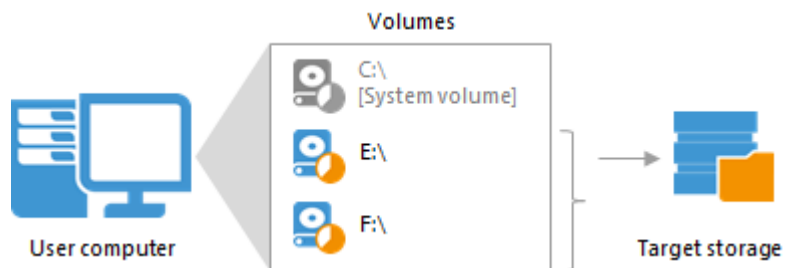 Volumes
C:\
[System volume]
E:\
F:\
User computer
Target storage